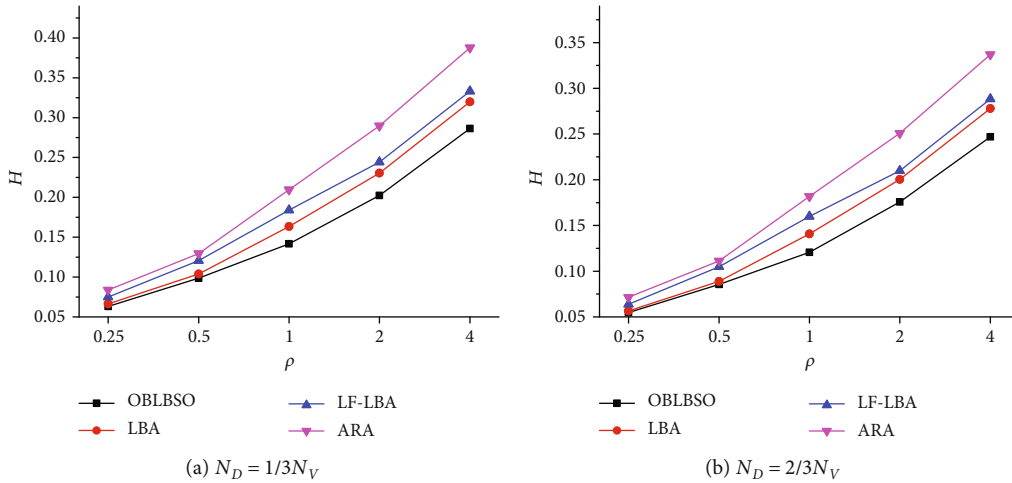 0.40
0.35
0.30
0.25
0.20
0.15
0.10
0.05
H
0.25 0.5 1 2 4
ρ
OBLBSO
LBA
LF-LBA
ARA
(a) N_D = 1/3N_V
0.35
0.30
0.25
0.20
0.15
0.10
0.05
H
0.25 0.5 1 2 4
ρ
OBLBSO
LBA
LF-LBA
ARA
(b) N_D = 2/3N_V